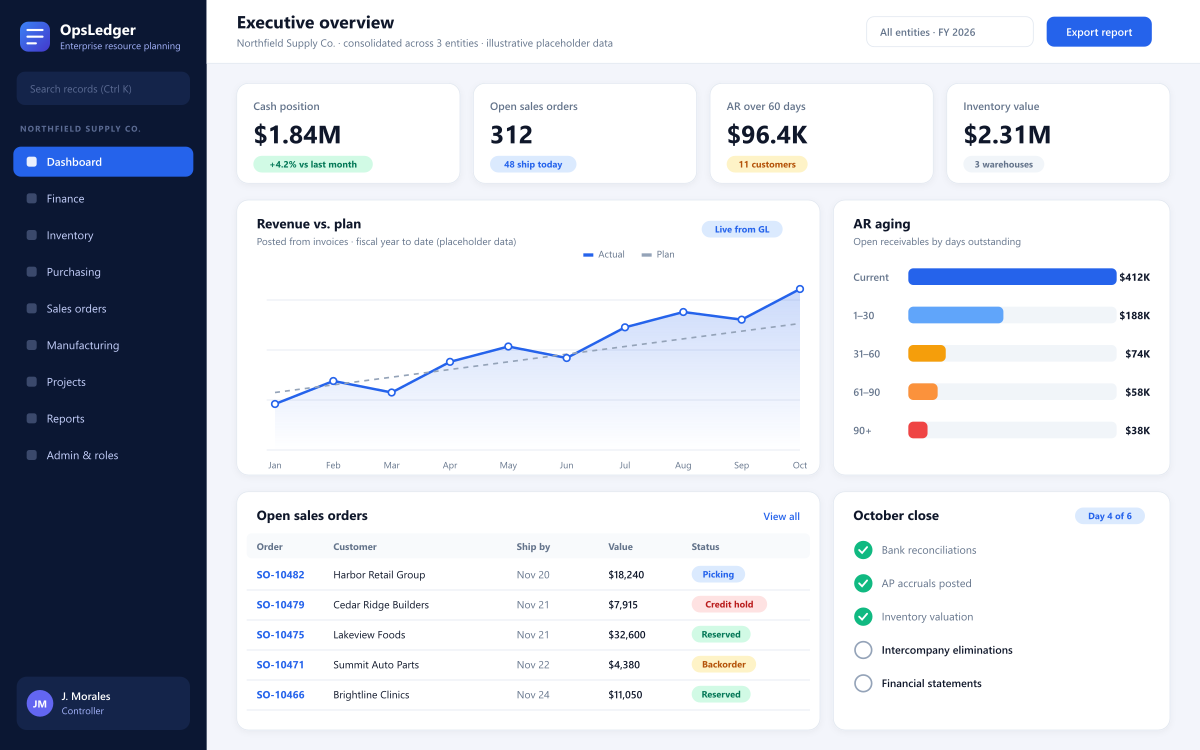 OpsLedger
Enterprise resource planning
Search records (Ctrl K)
NORTHFIELD SUPPLY CO.
Dashboard
Finance
Inventory
Purchasing
Sales orders
Manufacturing
Projects
Reports
Admin & roles
JM
J. Morales
Controller
Executive overview
Northfield Supply Co. · consolidated across 3 entities · illustrative placeholder data
All entities · FY 2026
Export report
Cash position
$1.84M
+4.2% vs last month
Open sales orders
312
48 ship today
AR over 60 days
$96.4K
11 customers
Inventory value
$2.31M
3 warehouses
Revenue vs. plan
Posted from invoices · fiscal year to date (placeholder data)
Live from GL
Actual Plan
Jan Feb Mar Apr May Jun Jul Aug Sep Oct
AR aging
Open receivables by days outstanding
Current $412K
1–30 $188K
31–60 $74K
61–90 $58K
90+ $38K
Open sales orders View all
Order Customer Ship by Value Status
SO-10482 Harbor Retail Group Nov 20 $18,240 Picking
SO-10479 Cedar Ridge Builders Nov 21 $7,915 Credit hold
SO-10475 Lakeview Foods Nov 21 $32,600 Reserved
SO-10471 Summit Auto Parts Nov 22 $4,380 Backorder
SO-10466 Brightline Clinics Nov 24 $11,050 Reserved
October close Day 4 of 6
Bank reconciliations
AP accruals posted
Inventory valuation
Intercompany eliminations
Financial statements